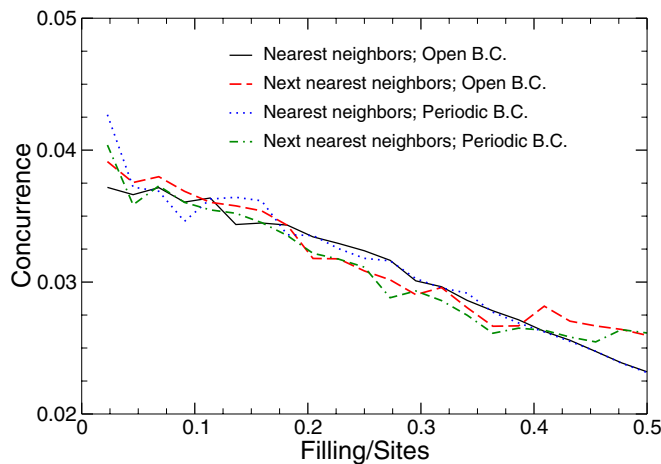 0.05
Nearest neighbors; Open B.C.
Next nearest neighbors; Open B.C.
Nearest neighbors; Periodic B.C.
Next nearest neighbors; Periodic B.C.
0.04
Concurrence
0.03
0.02
0 0.1 0.2 0.3 0.4 0.5
Filling/Sites